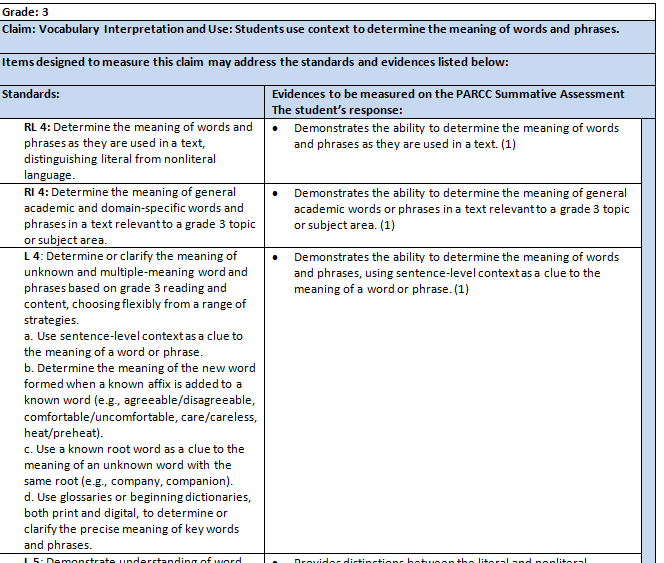 Grade: 3
Claim: Vocabulary Interpretation and Use: Students use context to determine the meaning of words and phrases.
Items designed to measure this claim may address the standards and evidences listed below:
Standards:
Evidences to be measured on the PARCC Summative Assessment
The student's response:
RL 4: Determine the meaning of words and
phrases as they are used in a text,
distinguishing literal from nonliteral
language.
• Demonstrates the ability to determine the meaning of words
and phrases as they are used in a text. (1)
RI 4: Determine the meaning of general
academic and domain-specific words and
phrases in a text relevant to a grade 3 topic
or subject area.
• Demonstrates the ability to determine the meaning of general
academic words or phrases in a text relevant to a grade 3 topic
or subject area. (1)
L 4: Determine or clarify the meaning of
unknown and multiple-meaning word and
phrases based on grade 3 reading and
content, choosing flexibly from a range of
strategies.
a. Use sentence-level context as a clue to
the meaning of a word or phrase.
b. Determine the meaning of the new word
formed when a known affix is added to a
known word (e.g., agreeable/disagreeable,
comfortable/uncomfortable, care/careless,
heat/preheat).
c. Use a known root word as a clue to the
meaning of an unknown word with the
same root (e.g., company, companion).
d. Use glossaries or beginning dictionaries,
both print and digital, to determine or
clarify the precise meaning of key words
and phrases.
• Demonstrates the ability to determine the meaning of words
and phrases, using sentence-level context as a clue to the
meaning of a word or phrase. (1)
L 5: Demonstrate understanding of word
• Provides distinctions between the literal and nonliteral